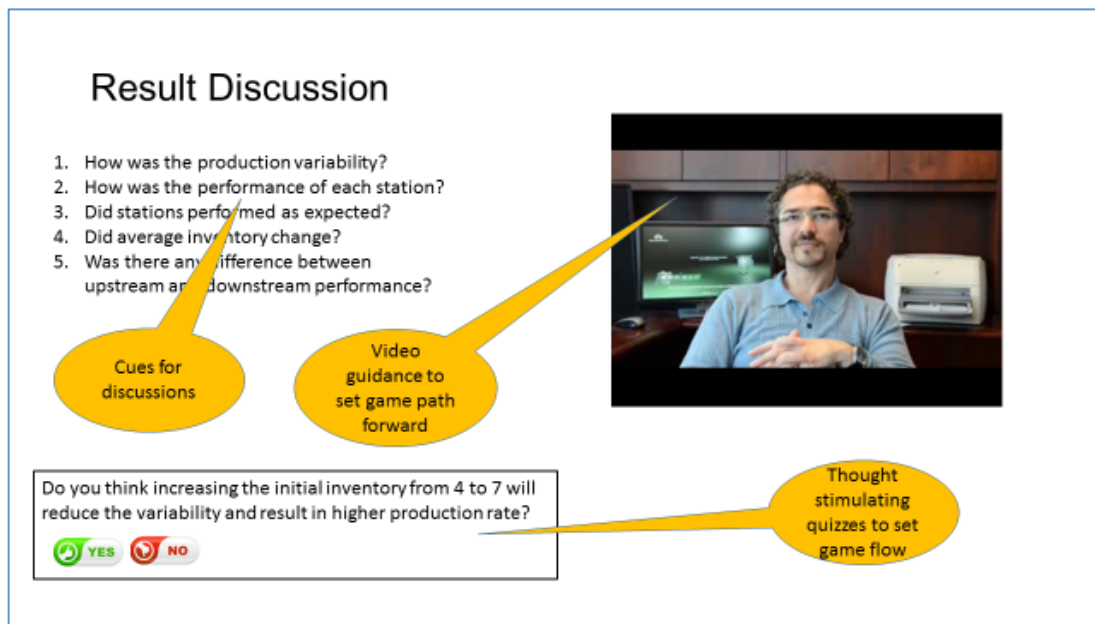 Result Discussion
1. How was the production variability?
2. How was the performance of each station?
3. Did stations performed as expected?
4. Did average inventory change?
5. Was there any difference between
upstream and downstream performance?
Cues for
discussions
Video
guidance to
set game path
forward
Do you think increasing the initial inventory from 4 to 7 will
reduce the variability and result in higher production rate?
YES NO
Thought
stimulating
quizzes to set
game flow